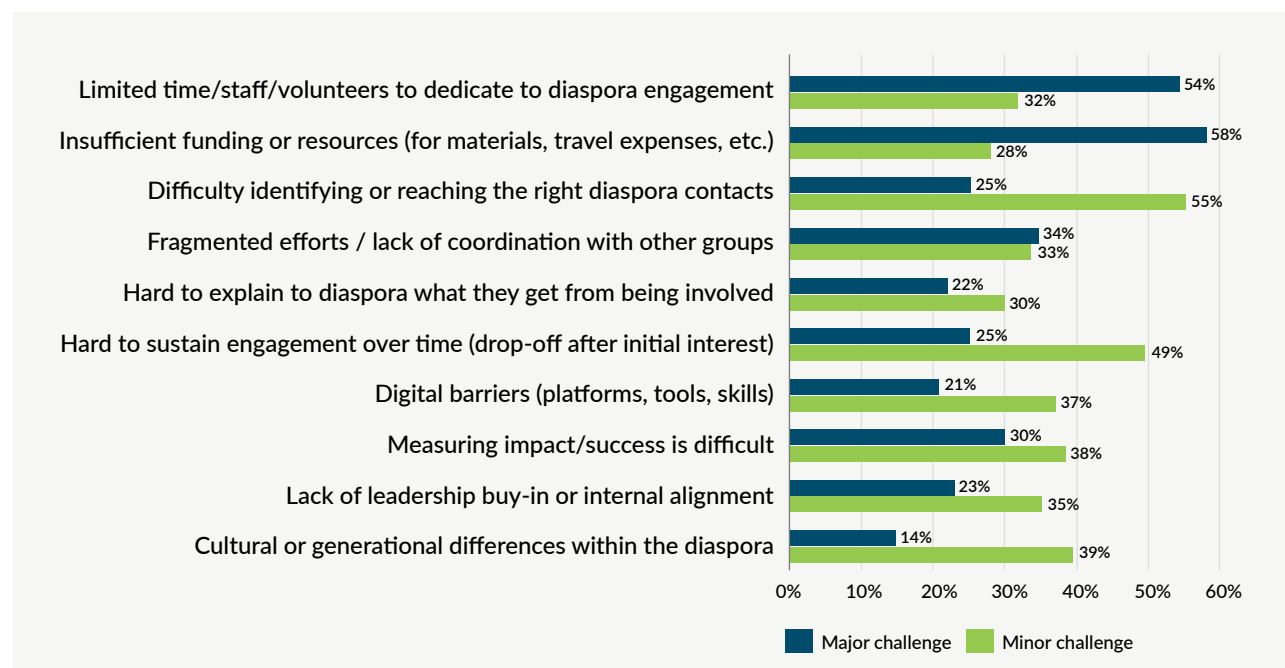 Limited time/staff/volunteers to dedicate to diaspora engagement
54%
32%
Insufficient funding or resources (for materials, travel expenses, etc.)
58%
28%
Difficulty identifying or reaching the right diaspora contacts
25%
55%
Fragmented efforts / lack of coordination with other groups
34%
33%
Hard to explain to diaspora what they get from being involved
22%
30%
Hard to sustain engagement over time (drop-off after initial interest)
25%
49%
Digital barriers (platforms, tools, skills)
21%
37%
Measuring impact/success is difficult
30%
38%
Lack of leadership buy-in or internal alignment
23%
35%
Cultural or generational differences within the diaspora
14%
39%
0% 10% 20% 30% 40% 50% 60%
Major challenge Minor challenge